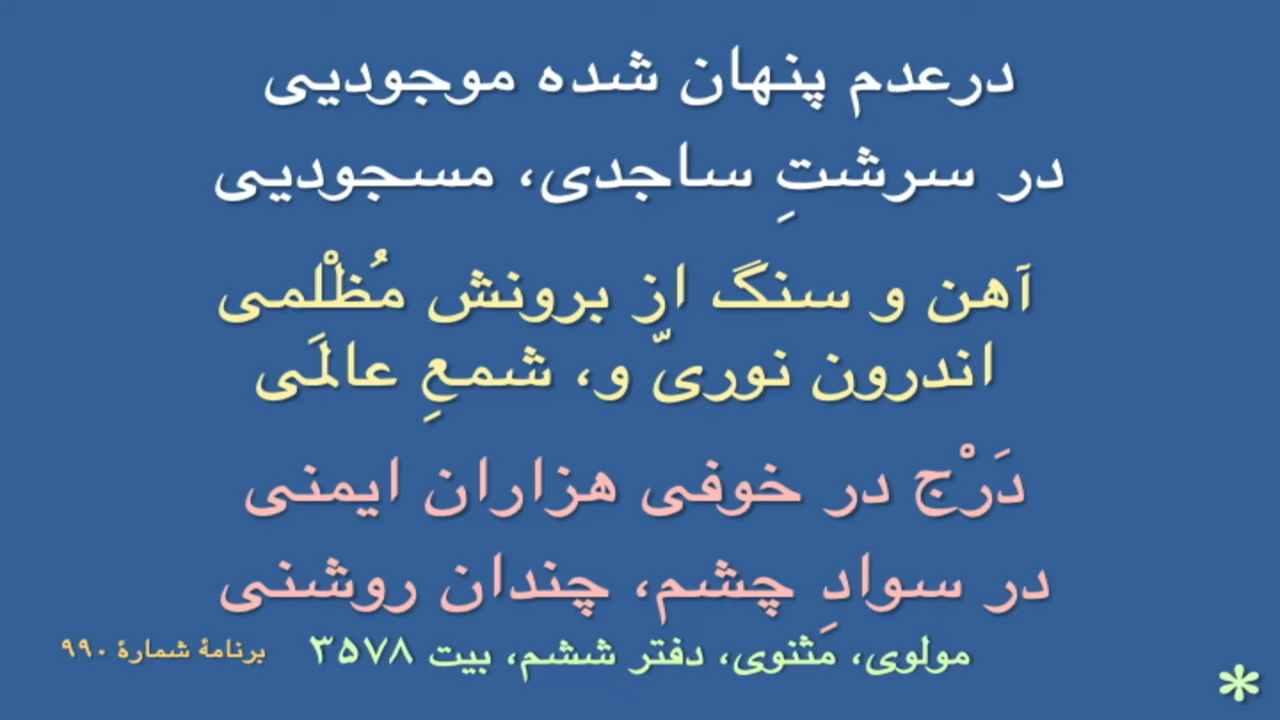 درعدم پنهان شده موجودیی
در سرشتِ ساجدی، مسجودیی
آهن و سنگ از برونش مُظْلمی
اندرون نوریّ و، شمعِ عالَمی
دَرْج در خوفی هزاران ایمنی
در سوادِ چشم، چندان روشنی
مولوی، مثنوی، دفتر ششم، بیت ۳۵۷۸
برنامهٔ شمارهٔ ۹۹۰
*